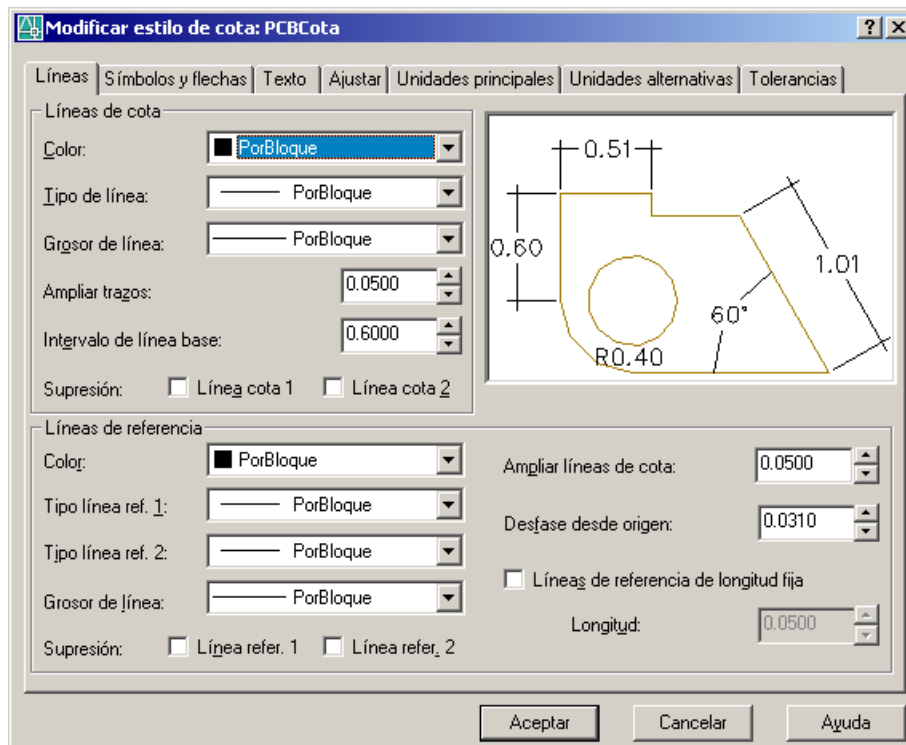 Modificar estilo de cota: PCBCota
Líneas Símbolos y flechas Texto Ajustar Unidades principales Unidades alternativas Tolerancias
Líneas de cota
Color: PorBloque
Tipo de línea: PorBloque
Grosor de línea: PorBloque
Ampliar trazos: 0.0500
Intervalo de línea base: 0.6000
Supresión: Línea cota 1 Línea cota 2
0.51
0.60
1.01
60°
R0.40
Líneas de referencia
Color: PorBloque
Tipo línea ref. 1: PorBloque
Tipo línea ref. 2: PorBloque
Grosor de línea: PorBloque
Supresión: Línea refer. 1 Línea refer. 2
Ampliar líneas de cota: 0.0500
Desfase desde origen: 0.0310
Líneas de referencia de longitud fija
Longitud: 0.0500
Aceptar Cancelar Ayuda